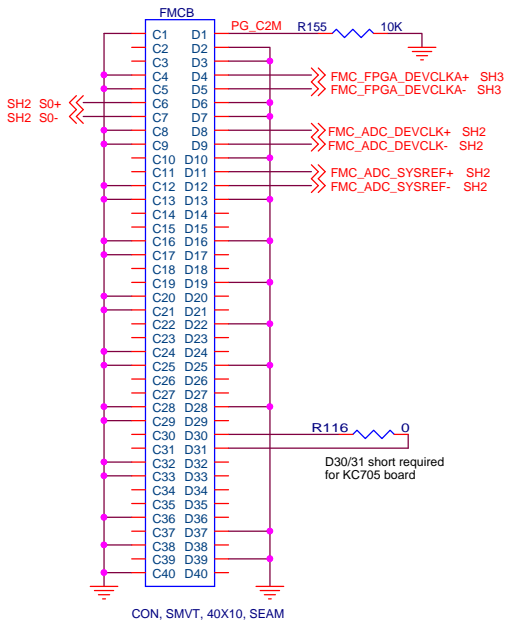 FMCB
PG_C2M R155 10K
C1 D1
C2 D2
C3 D3
C4 D4 FMC_FPGA_DEVCLKA+ SH3
C5 D5 FMC_FPGA_DEVCLKA- SH3
SH2 S0+ C6 D6
SH2 S0- C7 D7
C8 D8 FMC_ADC_DEVCLK+ SH2
C9 D9 FMC_ADC_DEVCLK- SH2
C10 D10
C11 D11 FMC_ADC_SYSREF+ SH2
C12 D12 FMC_ADC_SYSREF- SH2
C13 D13
C14 D14
C15 D15
C16 D16
C17 D17
C18 D18
C19 D19
C20 D20
C21 D21
C22 D22
C23 D23
C24 D24
C25 D25
C26 D26
C27 D27
C28 D28
C29 D29
C30 D30 R116 0
C31 D31
C32 D32
C33 D33
C34 D34
C35 D35
C36 D36
C37 D37
C38 D38
C39 D39
C40 D40
D30/31 short required
for KC705 board
CON, SMVT, 40X10, SEAM